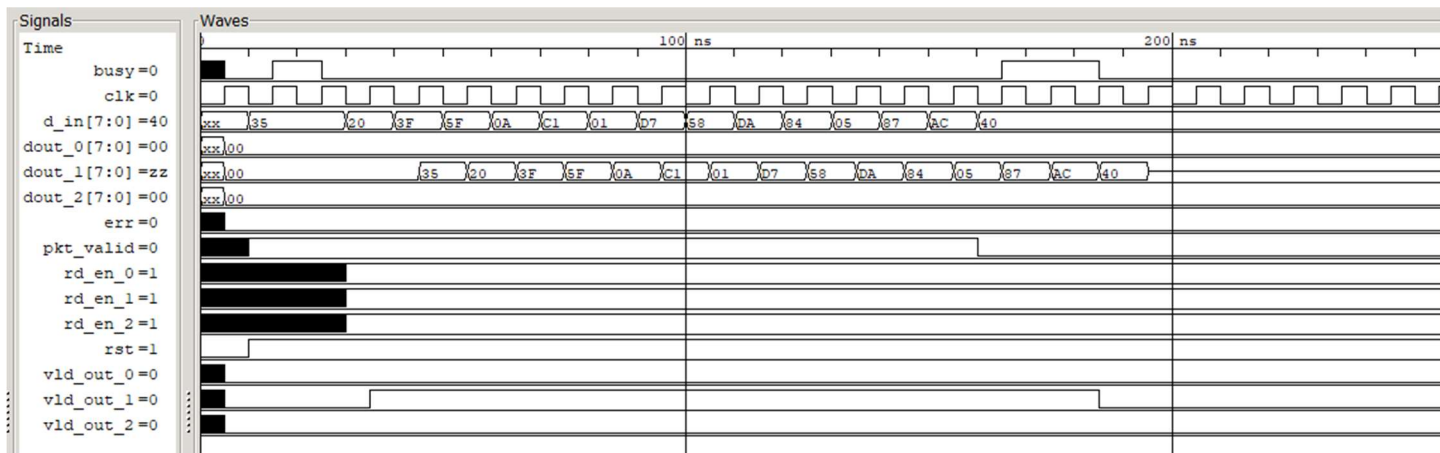 Signals Waves
Time 0 100 ns 200 ns
busy=0
clk=0
d_in[7:0]=40 xx 35 20 3F 5F 0A C1 01 D7 58 DA 84 05 87 AC 40
dout_0[7:0]=00 xx 00
dout_1[7:0]=zz xx 00 35 20 3F 5F 0A C1 01 D7 58 DA 84 05 87 AC 40
dout_2[7:0]=00 xx 00
err=0
pkt_valid=0
rd_en_0=1
rd_en_1=1
rd_en_2=1
rst=1
vld_out_0=0
vld_out_1=0
vld_out_2=0